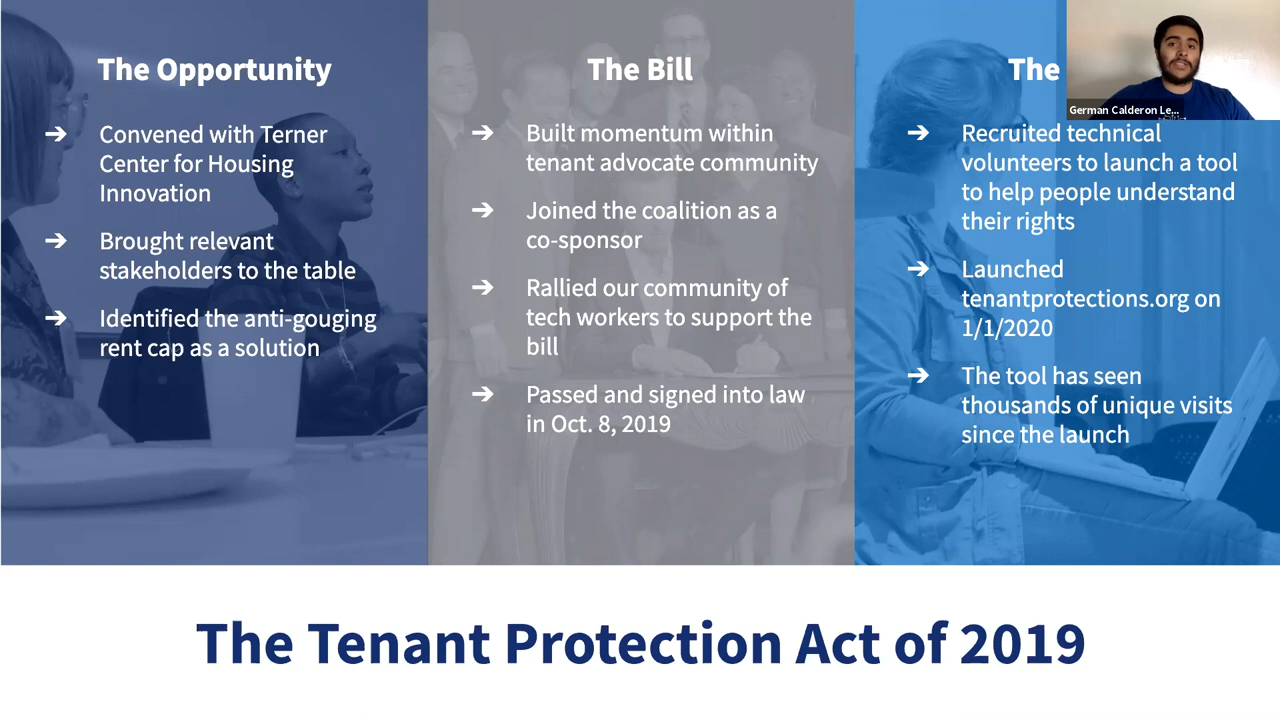 The Opportunity
➔ Convened with Terner
Center for Housing
Innovation
➔ Brought relevant
stakeholders to the table
➔ Identified the anti-gouging
rent cap as a solution
The Bill
➔ Built momentum within
tenant advocate community
➔ Joined the coalition as a
co-sponsor
➔ Rallied our community of
tech workers to support the
bill
➔ Passed and signed into law
in Oct. 8, 2019
The
German Calderon Le...
➔ Recruited technical
volunteers to launch a tool
to help people understand
their rights
➔ Launched
tenantprotections.org on
1/1/2020
➔ The tool has seen
thousands of unique visits
since the launch
The Tenant Protection Act of 2019